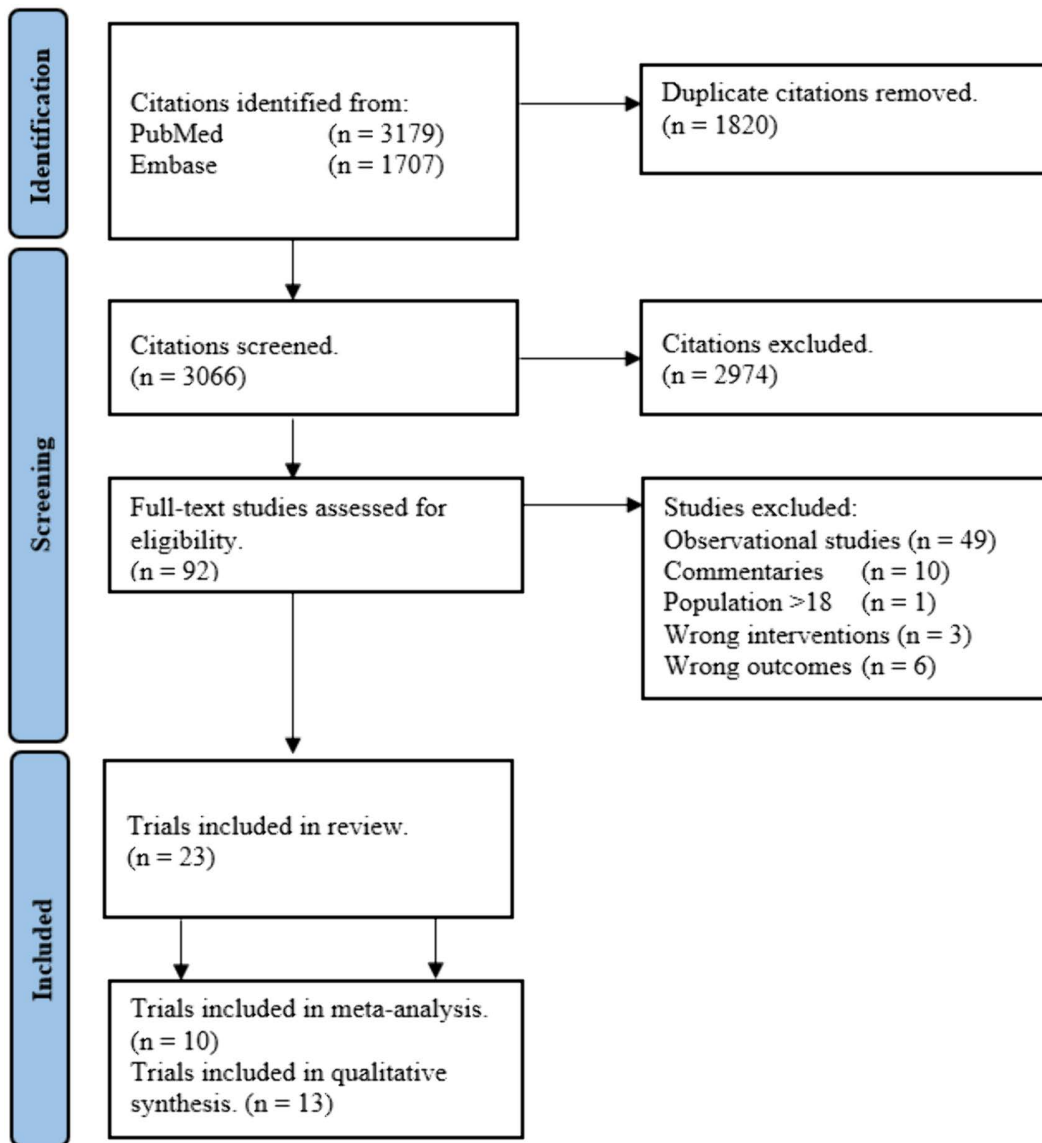 Identification
Citations identified from:
PubMed (n = 3179)
Embase (n = 1707)
Duplicate citations removed.
(n = 1820)
Screening
Citations screened.
(n = 3066)
Citations excluded.
(n = 2974)
Full-text studies assessed for
eligibility.
(n = 92)
Studies excluded:
Observational studies (n = 49)
Commentaries (n = 10)
Population >18 (n = 1)
Wrong interventions (n = 3)
Wrong outcomes (n = 6)
Included
Trials included in review.
(n = 23)
Trials included in meta-analysis.
(n = 10)
Trials included in qualitative
synthesis. (n = 13)